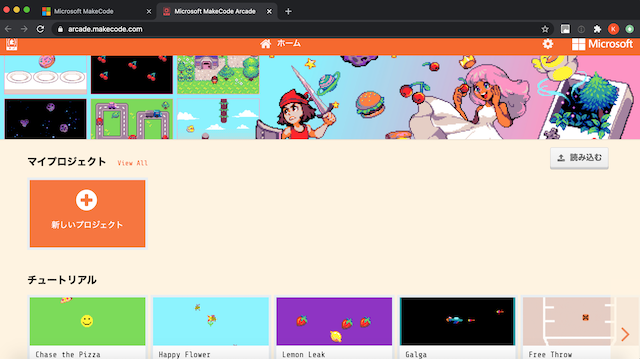 Microsoft MakeCode
Microsoft MakeCode Arcade
arcade.makecode.com
K
ホーム
Microsoft
マイプロジェクト View All
読み込む
新しいプロジェクト
チュートリアル
Chase the Pizza
Happy Flower
Lemon Leak
Galga
Free Throw